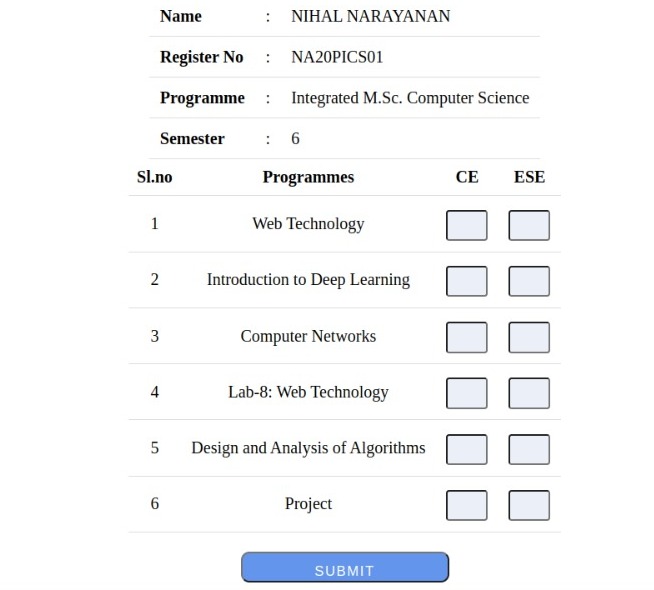 Name : NIHAL NARAYANAN
Register No : NA20PICS01
Programme : Integrated M.Sc. Computer Science
Semester : 6
Sl.no Programmes CE ESE
1 Web Technology
2 Introduction to Deep Learning
3 Computer Networks
4 Lab-8: Web Technology
5 Design and Analysis of Algorithms
6 Project
SUBMIT